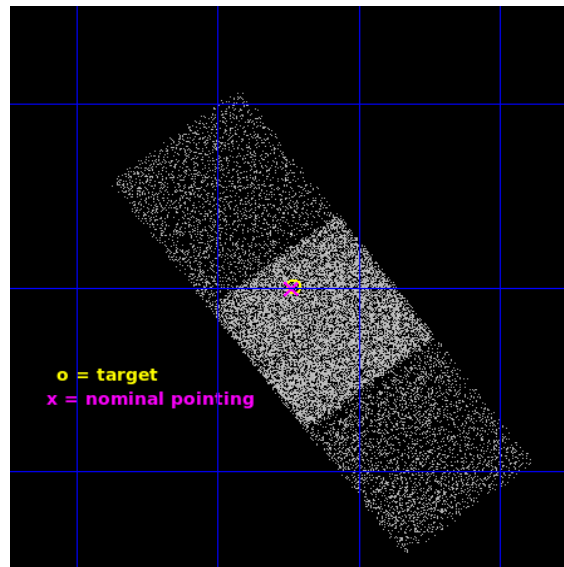 o = target
x = nominal pointing